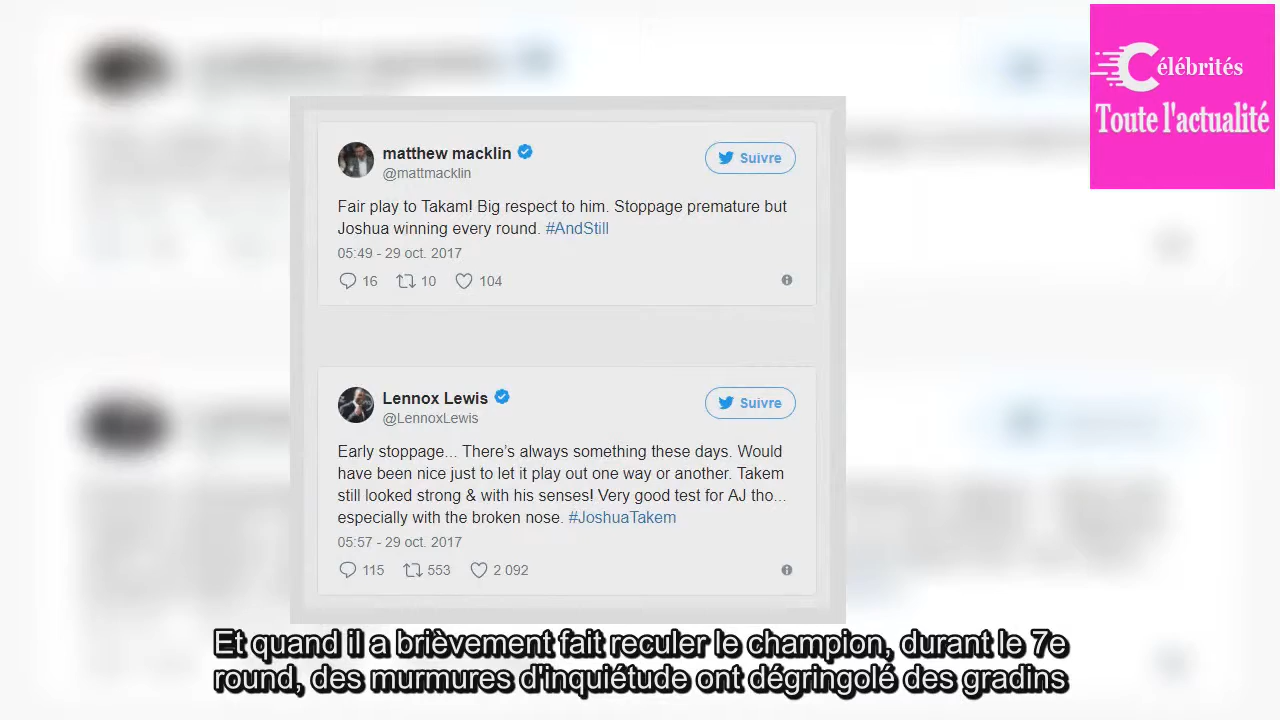 Célébrités
Toute l'actualité
matthew macklin
@mattmacklin
Suivre
Fair play to Takam! Big respect to him. Stoppage premature but
Joshua winning every round. #AndStill
05:49 - 29 oct. 2017
16 10 104
Lennox Lewis
@LennoxLewis
Suivre
Early stoppage... There's always something these days. Would
have been nice just to let it play out one way or another. Takem
still looked strong & with his senses! Very good test for AJ tho...
especially with the broken nose. #JoshuaTakem
05:57 - 29 oct. 2017
115 553 2 092
Et quand il a brièvement fait reculer le champion, durant le 7e
round, des murmures d'inquiétude ont dégringolé des gradins